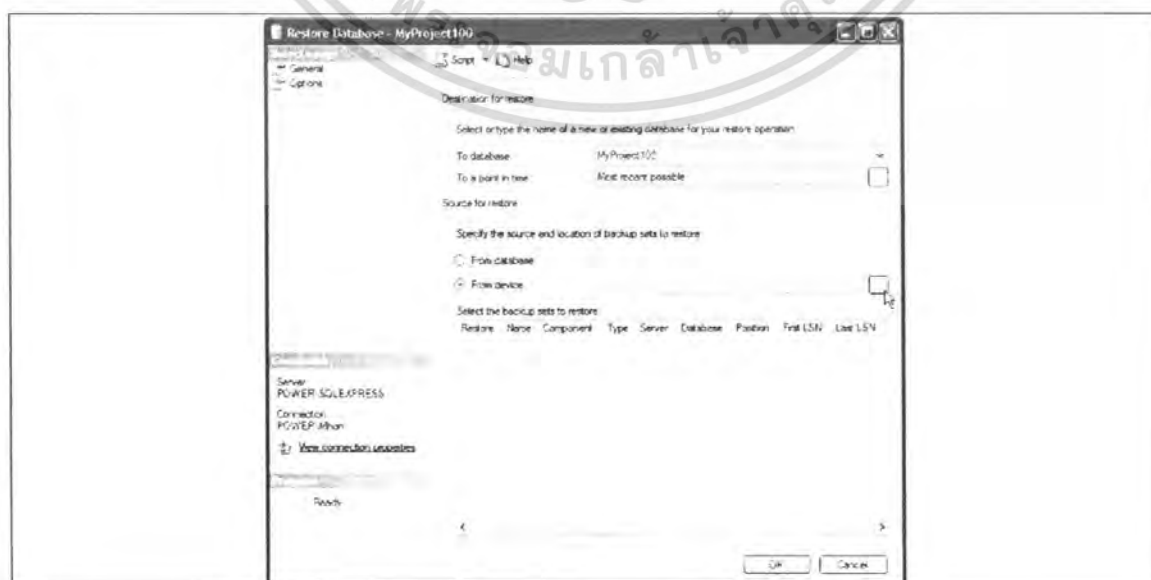 Restore Database - MyProject100
General
Options
Script
Help
Destination for restore
Select or type the name of a new or existing database for your restore operation
To database
MyProject100
To a point in time
Most recent possible
Source for restore
Specify the source and location of backup sets to restore
From database
From device
Select the backup sets to restore
Restore Name Component Type Server Database Position First LSN Last LSN
Server
POWER\SQLEXPRESS
Connection
View connection properties
Ready
OK
Cancel